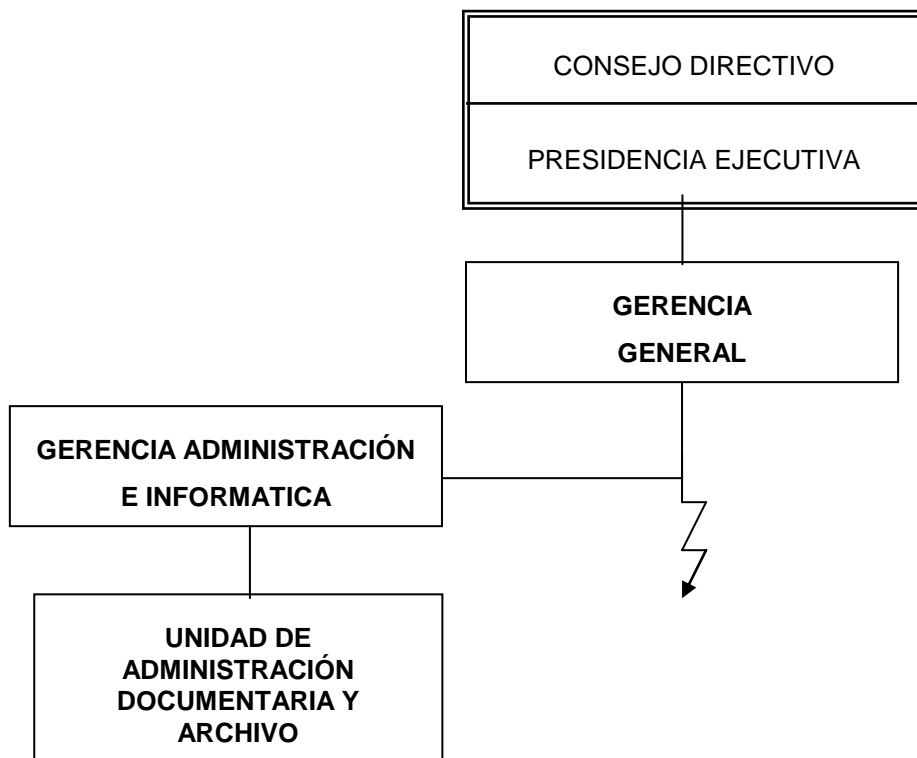 CONSEJO DIRECTIVO
PRESIDENCIA EJECUTIVA
GERENCIA
GENERAL
GERENCIA ADMINISTRACIÓN
E INFORMATICA
UNIDAD DE
ADMINISTRACIÓN
DOCUMENTARIA Y
ARCHIVO